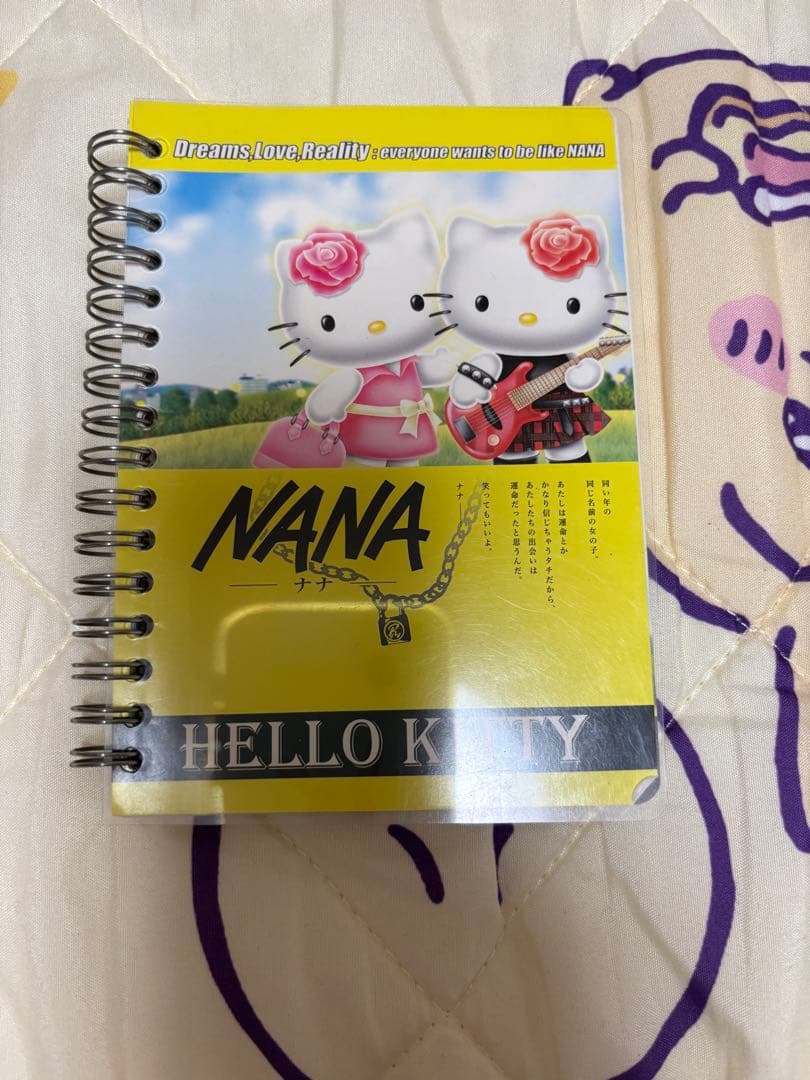 Dreams,Love,Reality : everyone wants to be like NANA
同い年の
同じ名前の女の子。
あたしは運命とか
かなり信じちゃうタチだから、
あたしたちの出会いは
運命だったと思うんだ。
笑ってもいいよ。
ナナ――
NANA
ナナ
HELLO KITTY